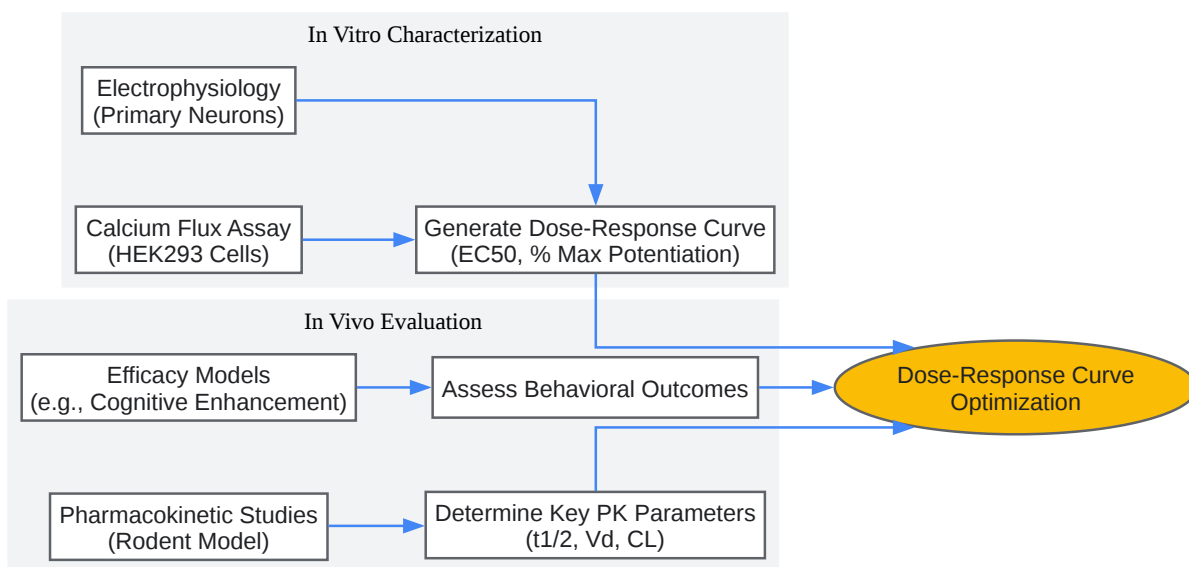 In Vitro Characterization
Electrophysiology
(Primary Neurons)
Calcium Flux Assay
(HEK293 Cells)
Generate Dose-Response Curve
(EC50, % Max Potentiation)
In Vivo Evaluation
Efficacy Models
(e.g., Cognitive Enhancement)
Assess Behavioral Outcomes
Dose-Response Curve
Optimization
Pharmacokinetic Studies
(Rodent Model)
Determine Key PK Parameters
(t1/2, Vd, CL)